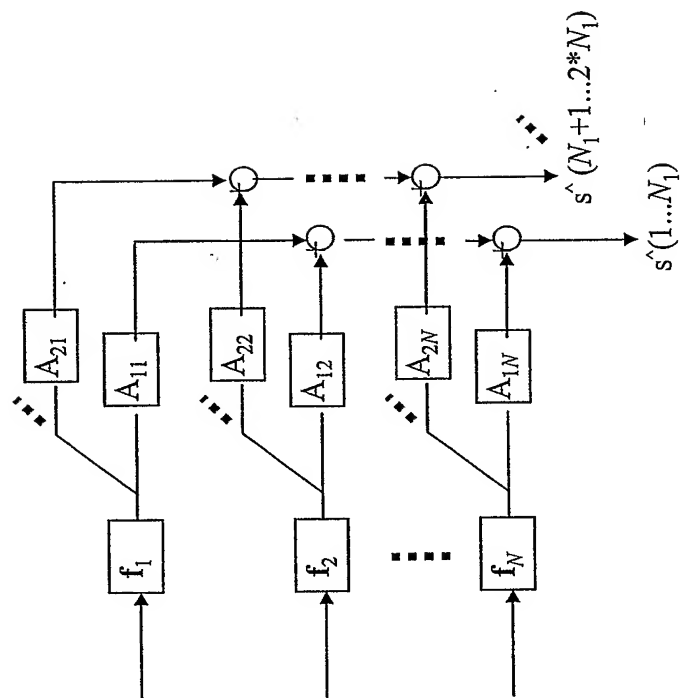 A₂₁
A₁₁
f₁
A₂₂
A₁₂
f₂
A₂N
A₁N
fN
s^(N₁+1...2*N₁)
s^(1...N₁)